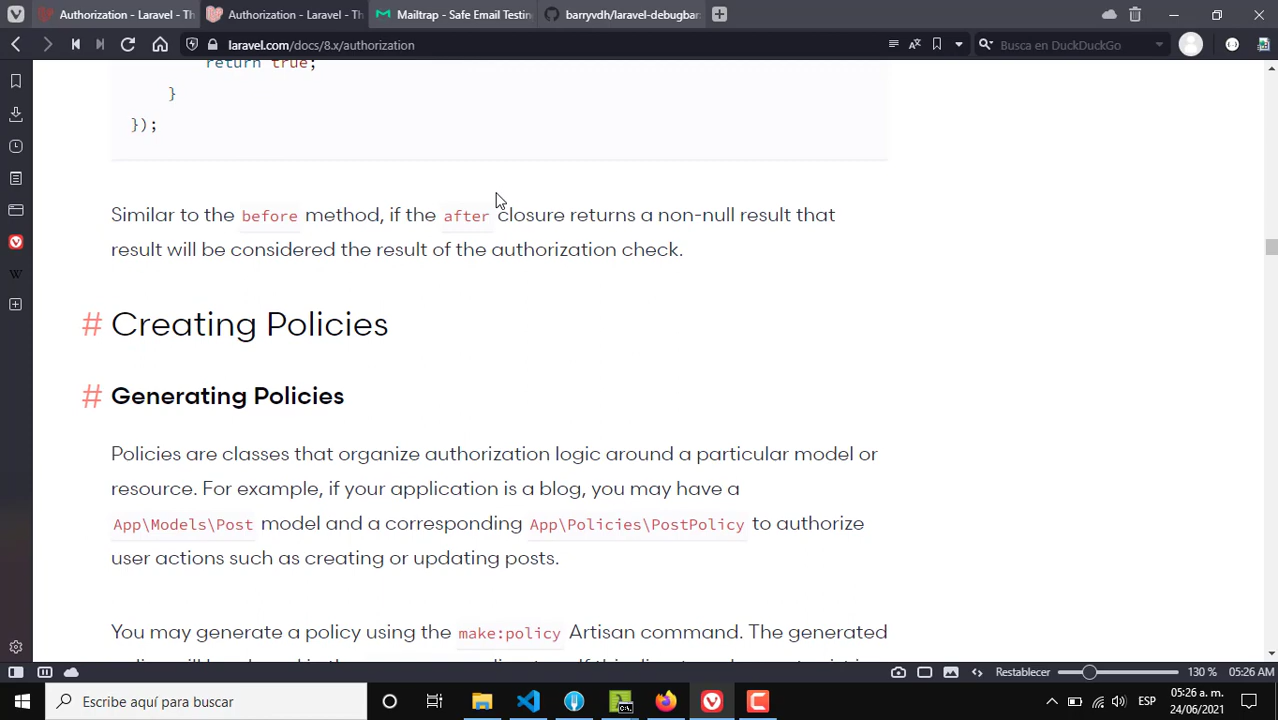 Authorization - Laravel - Th
Authorization - Laravel - Th
Mailtrap - Safe Email Testin
barryvdh/laravel-debugbar
laravel.com/docs/8.x/authorization
Busca en DuckDuckGo
return true;
}
});
Similar to the before method, if the after closure returns a non-null result that
result will be considered the result of the authorization check.
# Creating Policies
# Generating Policies
Policies are classes that organize authorization logic around a particular model or
resource. For example, if your application is a blog, you may have a
App\Models\Post model and a corresponding App\Policies\PostPolicy to authorize
user actions such as creating or updating posts.
You may generate a policy using the make:policy Artisan command. The generated
Restablecer
130 %
05:26 AM
Escribe aquí para buscar
ESP
05:26 a. m.
24/06/2021